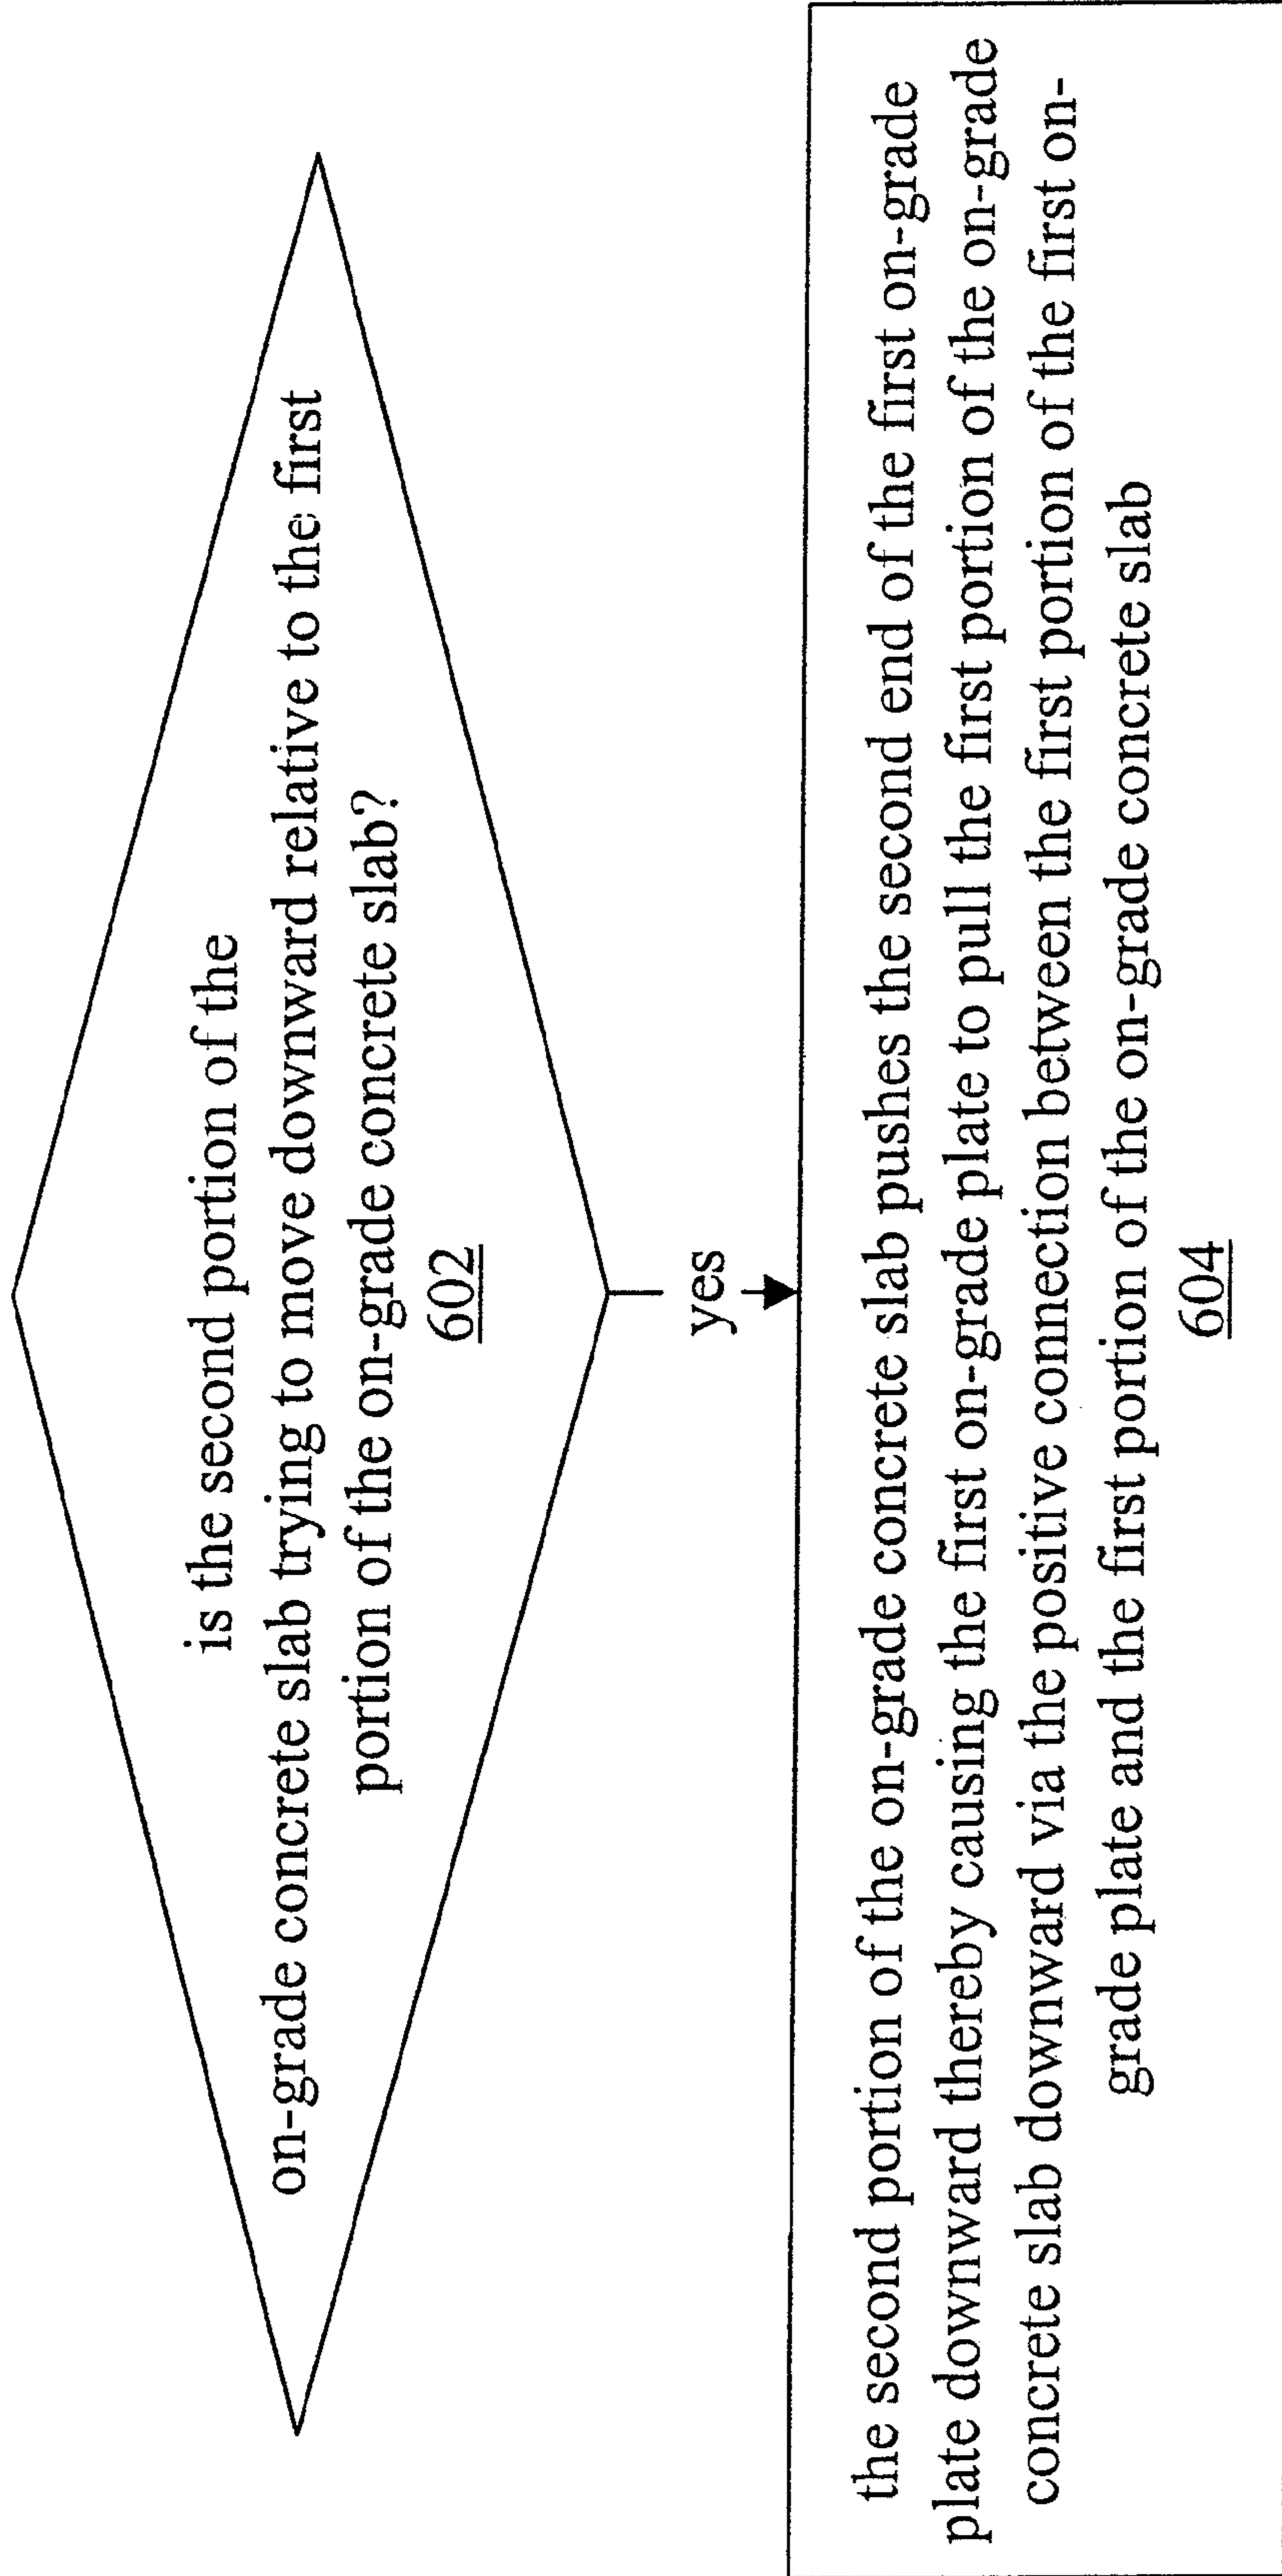 is the second portion of the
on-grade concrete slab trying to move downward relative to the first
portion of the on-grade concrete slab?
602
yes
the second portion of the on-grade concrete slab pushes the second end of the first on-grade
plate downward thereby causing the first on-grade plate to pull the first portion of the on-grade
concrete slab downward via the positive connection between the first portion of the first on-
grade plate and the first portion of the on-grade concrete slab
604